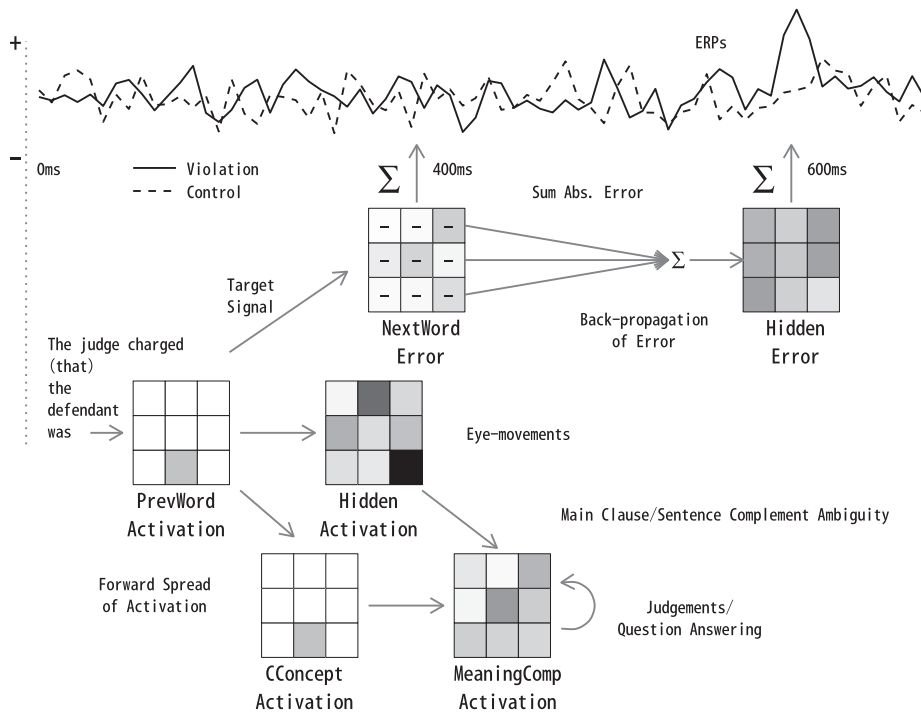 +
ERPs
−
0ms
Violation
Control
Σ
400ms
Sum Abs. Error
Σ
600ms
− − −
− − −
− − −
Σ
Target
Signal
NextWord
Error
Back-propagation
of Error
Hidden
Error
The judge charged
(that)
the
defendant
was
PrevWord
Activation
Hidden
Activation
Eye-movements
Main Clause/Sentence Complement Ambiguity
Forward Spread
of Activation
Judgements/
Question Answering
CConcept
Activation
MeaningComp
Activation